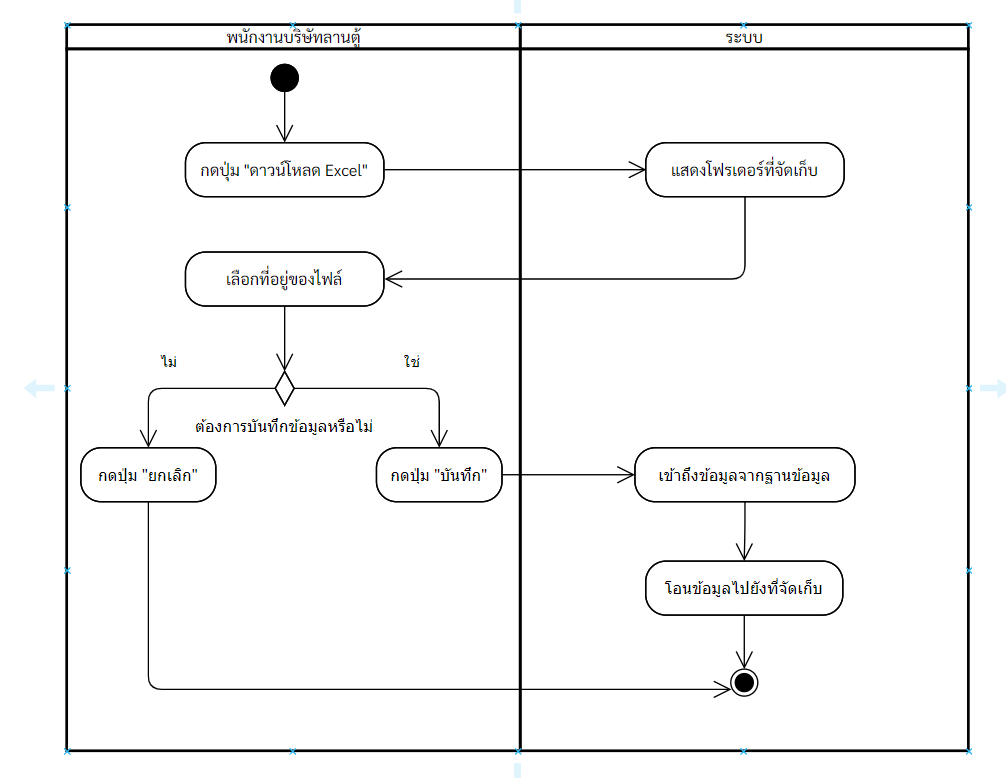 พนักงานบริษัทลานตู้
ระบบ
กดปุ่ม "ดาวน์โหลด Excel"
แสดงโฟรเดอร์ที่จัดเก็บ
เลือกที่อยู่ของไฟล์
ไม่
ใช่
ต้องการบันทึกข้อมูลหรือไม่
กดปุ่ม "ยกเลิก"
กดปุ่ม "บันทึก"
เข้าถึงข้อมูลจากฐานข้อมูล
โอนข้อมูลไปยังที่จัดเก็บ